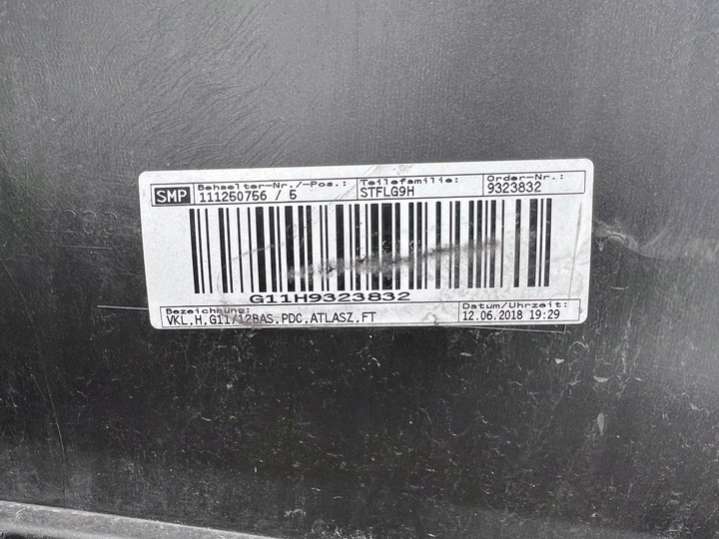 SMP Behaelter-Nr./-Pos.: Teilefamilie: Order-Nr.:
111250756 / 5 STFLG9H 9323832
G11H9323832
Bezeichnung: Datum/Uhrzeit:
VKL,H,G11/12BAS.PDC.ATLASZ.FT 12.06.2018 19:29